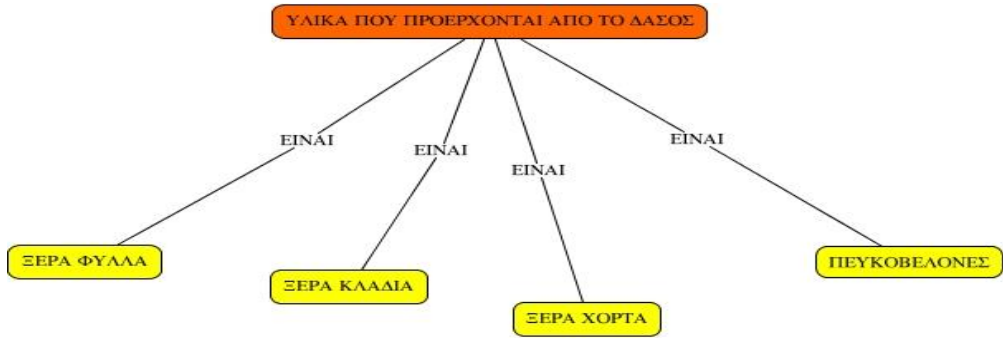 ΥΛΙΚΑ ΠΟΥ ΠΡΟΕΡΧΟΝΤΑΙ ΑΠΟ ΤΟ ΔΑΣΟΣ
ΕΙΝΑΙ
ΕΙΝΑΙ
ΕΙΝΑΙ
ΕΙΝΑΙ
ΞΕΡΑ ΦΥΛΛΑ
ΞΕΡΑ ΚΛΑΔΙΑ
ΞΕΡΑ ΧΟΡΤΑ
ΠΕΥΚΟΒΕΛΟΝΕΣ